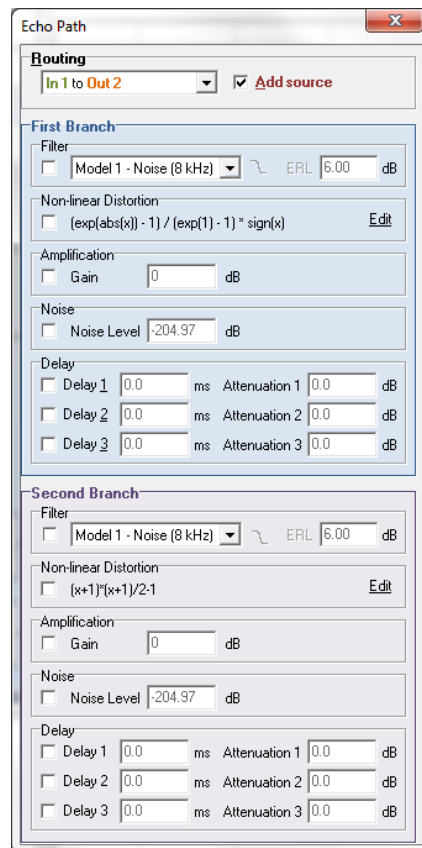 Echo Path
Routing
In 1 to Out 2
Add source
First Branch
Filter
Model 1 - Noise (8 kHz) ERL 6.00 dB
Non-linear Distortion
(exp(abs(x)) - 1) / (exp(1) - 1) * sign(x) Edit
Amplification
Gain 0 dB
Noise
Noise Level -204.97 dB
Delay
Delay 1 0.0 ms Attenuation 1 0.0 dB
Delay 2 0.0 ms Attenuation 2 0.0 dB
Delay 3 0.0 ms Attenuation 3 0.0 dB
Second Branch
Filter
Model 1 - Noise (8 kHz) ERL 6.00 dB
Non-linear Distortion
(x+1)*(x+1)/2-1 Edit
Amplification
Gain 0 dB
Noise
Noise Level -204.97 dB
Delay
Delay 1 0.0 ms Attenuation 1 0.0 dB
Delay 2 0.0 ms Attenuation 2 0.0 dB
Delay 3 0.0 ms Attenuation 3 0.0 dB